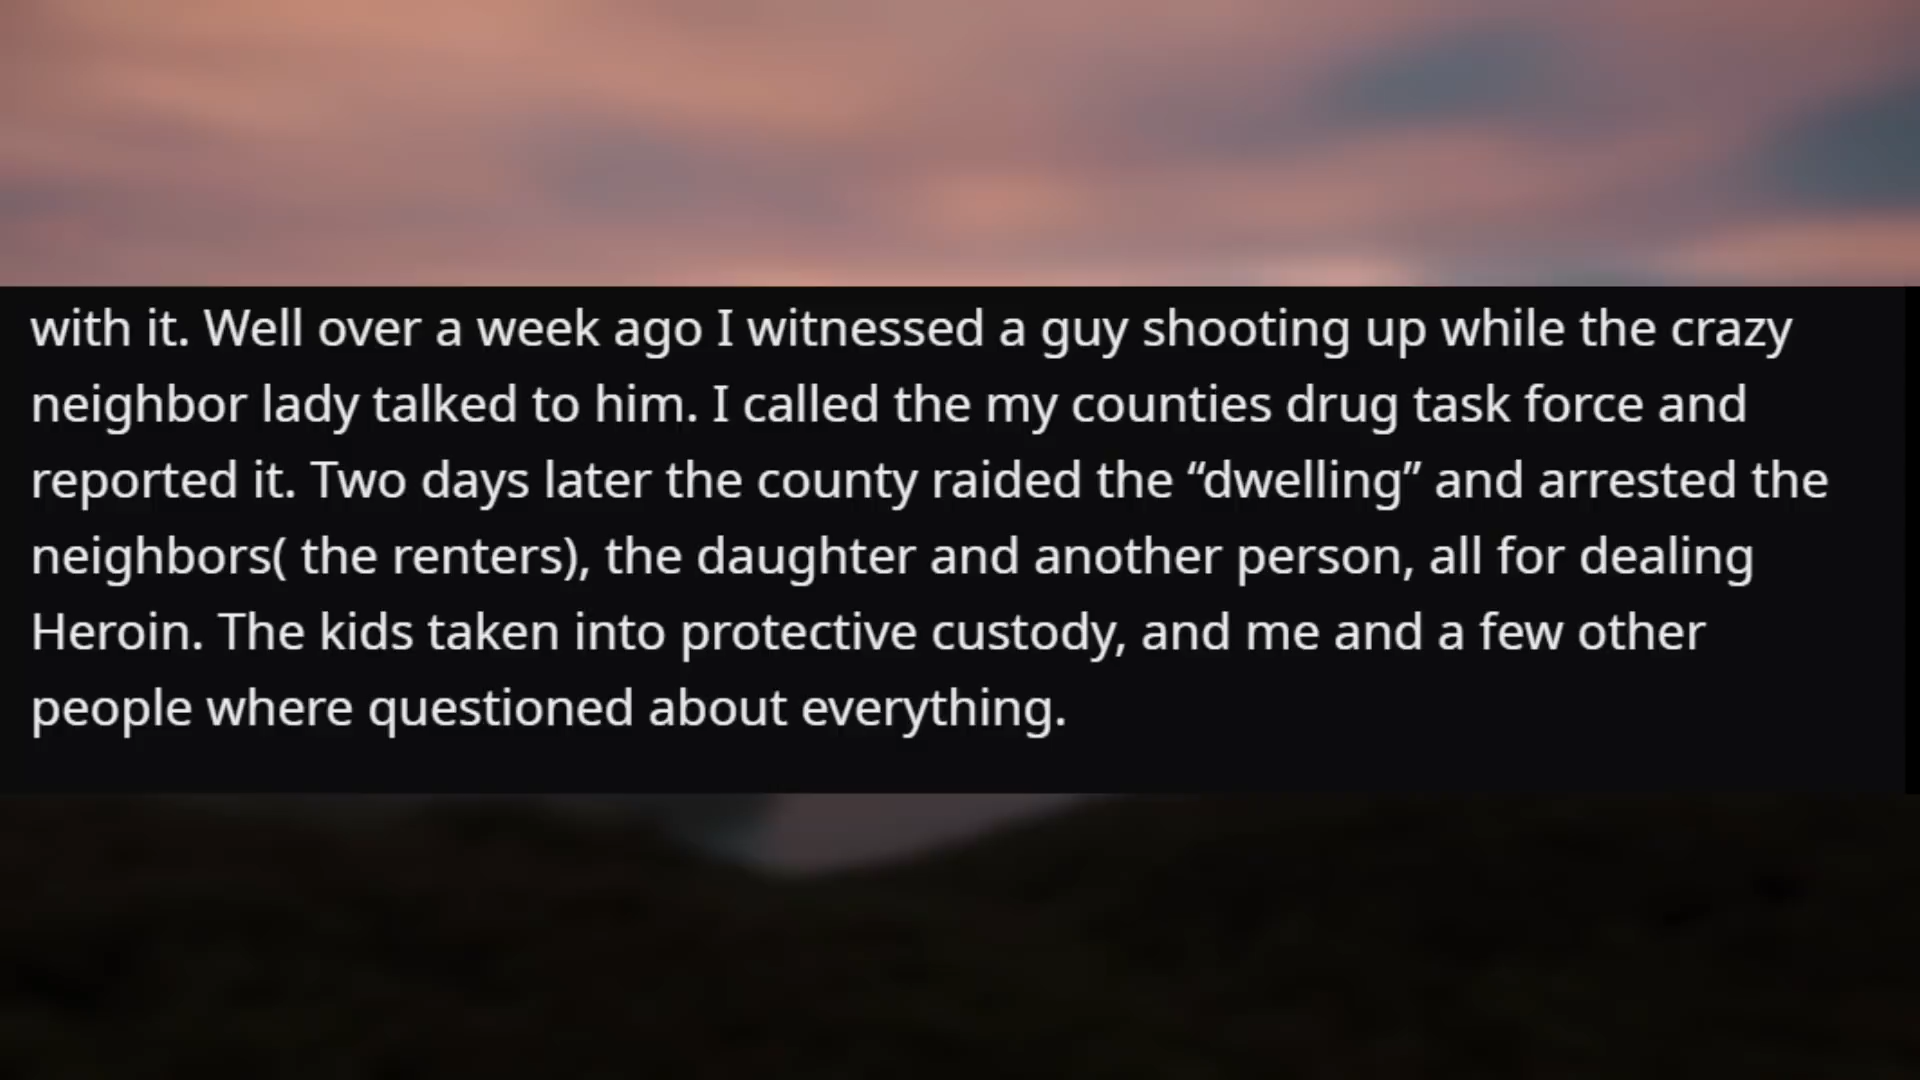 with it. Well over a week ago I witnessed a guy shooting up while the crazy
neighbor lady talked to him. I called the my counties drug task force and
reported it. Two days later the county raided the “dwelling” and arrested the
neighbors( the renters), the daughter and another person, all for dealing
Heroin. The kids taken into protective custody, and me and a few other
people where questioned about everything.